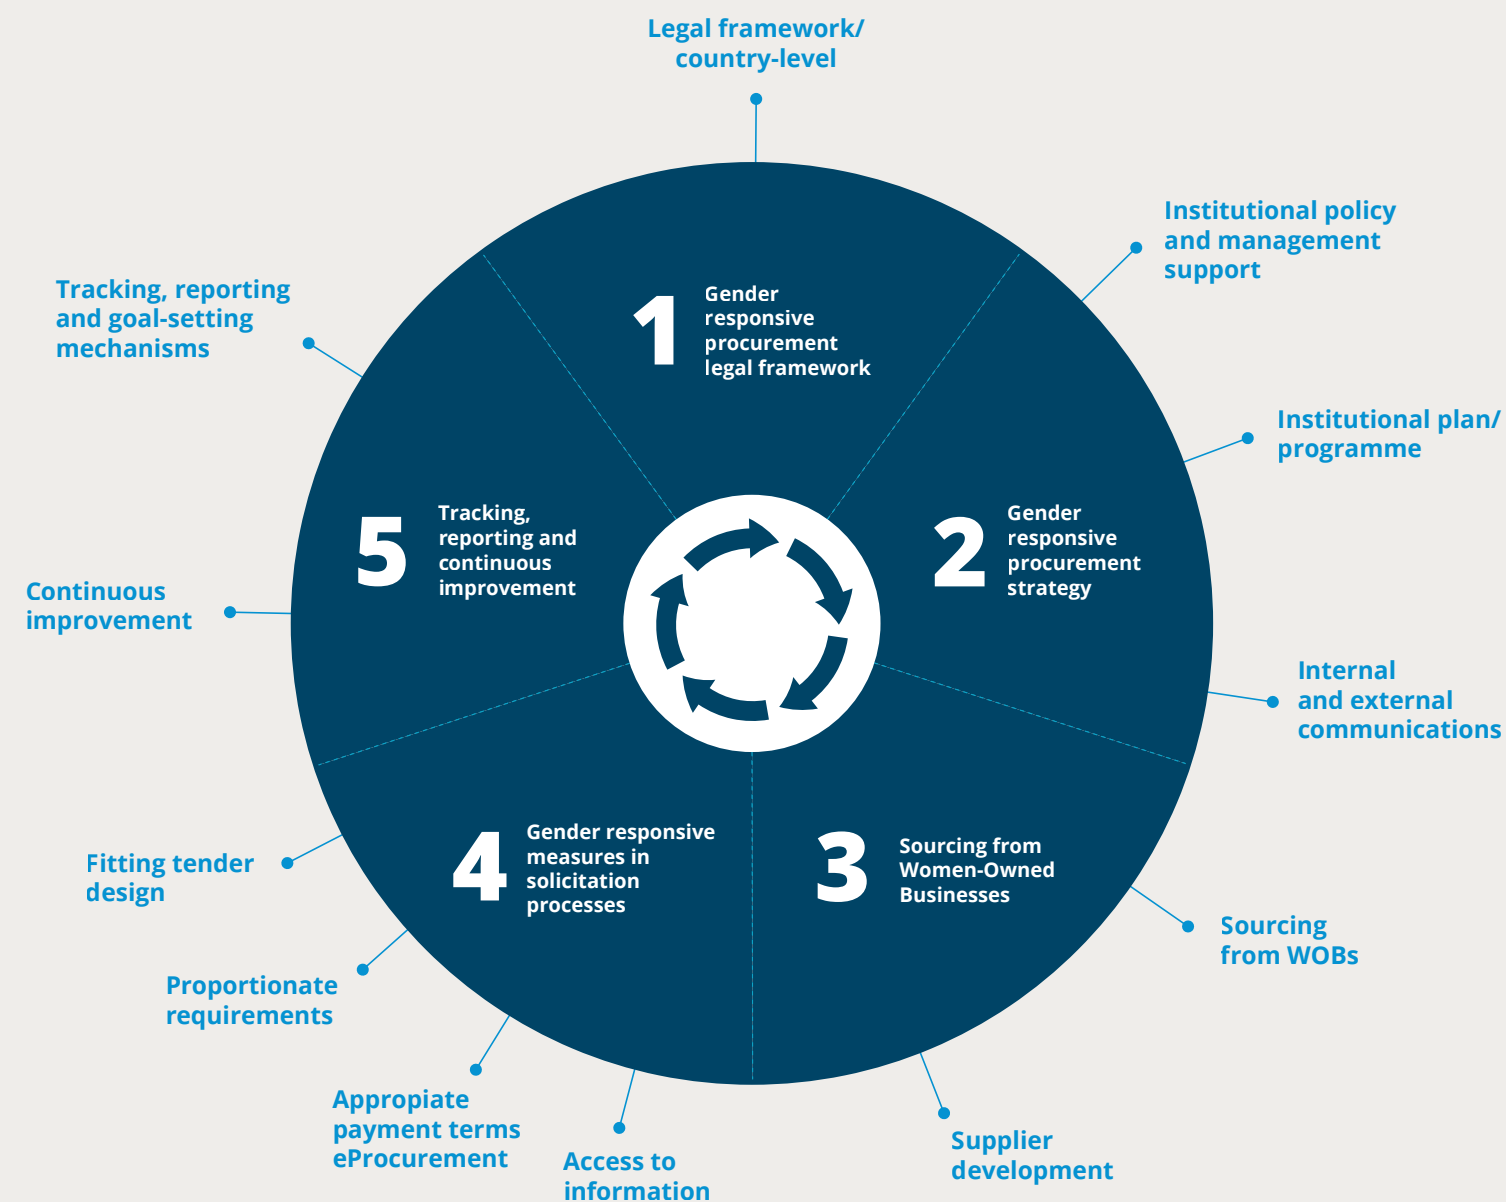 Legal framework/
country-level
Institutional policy
and management
support
Institutional plan/
programme
Internal
and external
communications
Sourcing
from WOBs
Supplier
development
Access to
information
Appropiate
payment terms
eProcurement
Proportionate
requirements
Fitting tender
design
Continuous
improvement
Tracking, reporting
and goal-setting
mechanisms
1
Gender
responsive
procurement
legal framework
2
Gender
responsive
procurement
strategy
3
Sourcing from
Women-Owned
Businesses
4
Gender responsive
measures in
solicitation
processes
5
Tracking,
reporting and
continuous
improvement